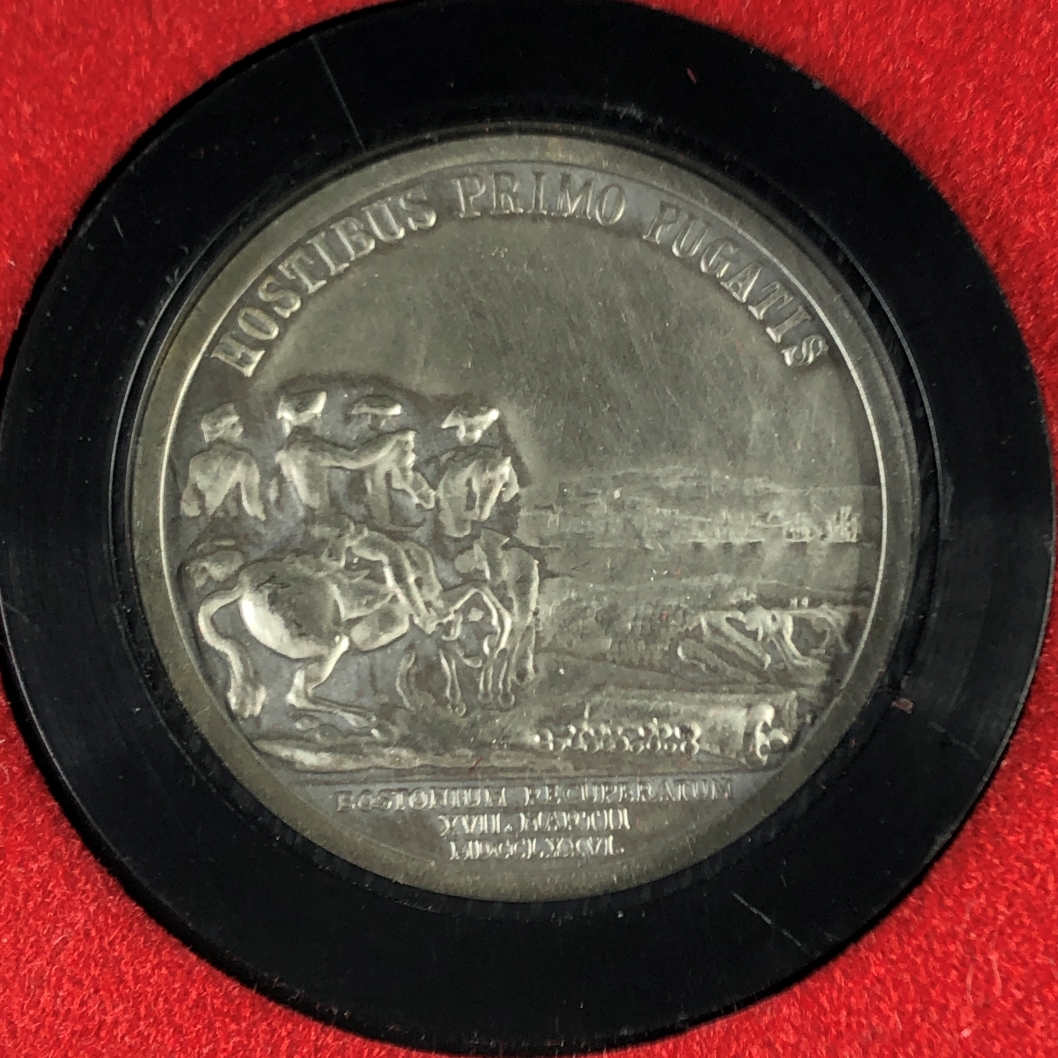 HOSTIBUS PRIMO FUGATIS
BOSTONIUM RECUPERATUM
XVII. MARTII
MDCCLXXVI.